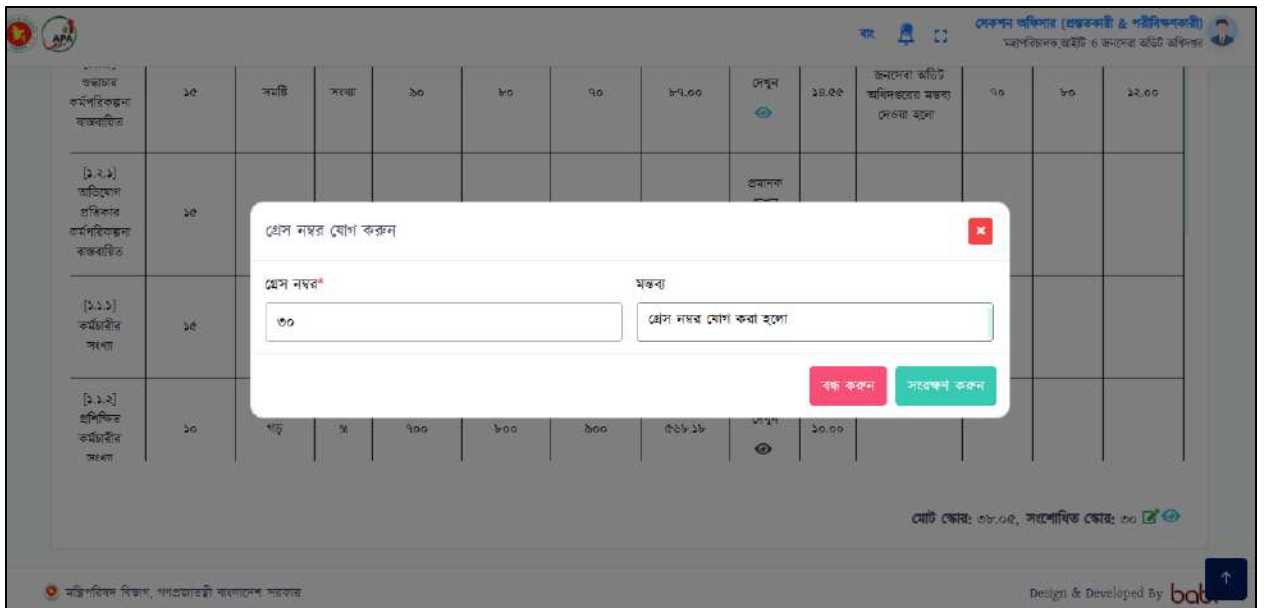 APA
বাং
সেকশন অফিসার (প্রস্তুতকারী & পরীবিক্ষণকারী)
মহাপরিচালক,আইটি ও জনসেবা অডিট অধিদপ্তর
শুদ্ধাচার কর্মপরিকল্পনা বাস্তবায়িত
১৫ সমষ্টি সংখ্যা ৯০ ৮০ ৭০ ৮৭.০০ দেখুন ১৪.৫৫
জনসেবা অডিট অধিদপ্তরের মন্তব্য দেওয়া হলো
৭০ ৮০ ১২.০০
[১.২.১]
অভিযোগ
প্রতিকার
কর্মপরিকল্পনা
বাস্তবায়িত
১৫
প্রমানক
গ্রেস নম্বর যোগ করুন
গ্রেস নম্বর*
৩০
মন্তব্য
গ্রেস নম্বর যোগ করা হলো
বন্ধ করুন
সংরক্ষণ করুন
[১.১.১]
কর্মচারীর
সংখ্যা
১৫
[১.১.২]
প্রশিক্ষিত
কর্মচারীর
সংখ্যা
১০ গড় % ৭০০ ৮০০ ৯০০ ৫৬৮.১৮ দেখুন ১০.০০
মোট স্কোর: ৩৮.০৫, সংশোধিত স্কোর: ৩০
মন্ত্রিপরিষদ বিভাগ, গণপ্রজাতন্ত্রী বাংলাদেশ সরকার
Design & Developed By